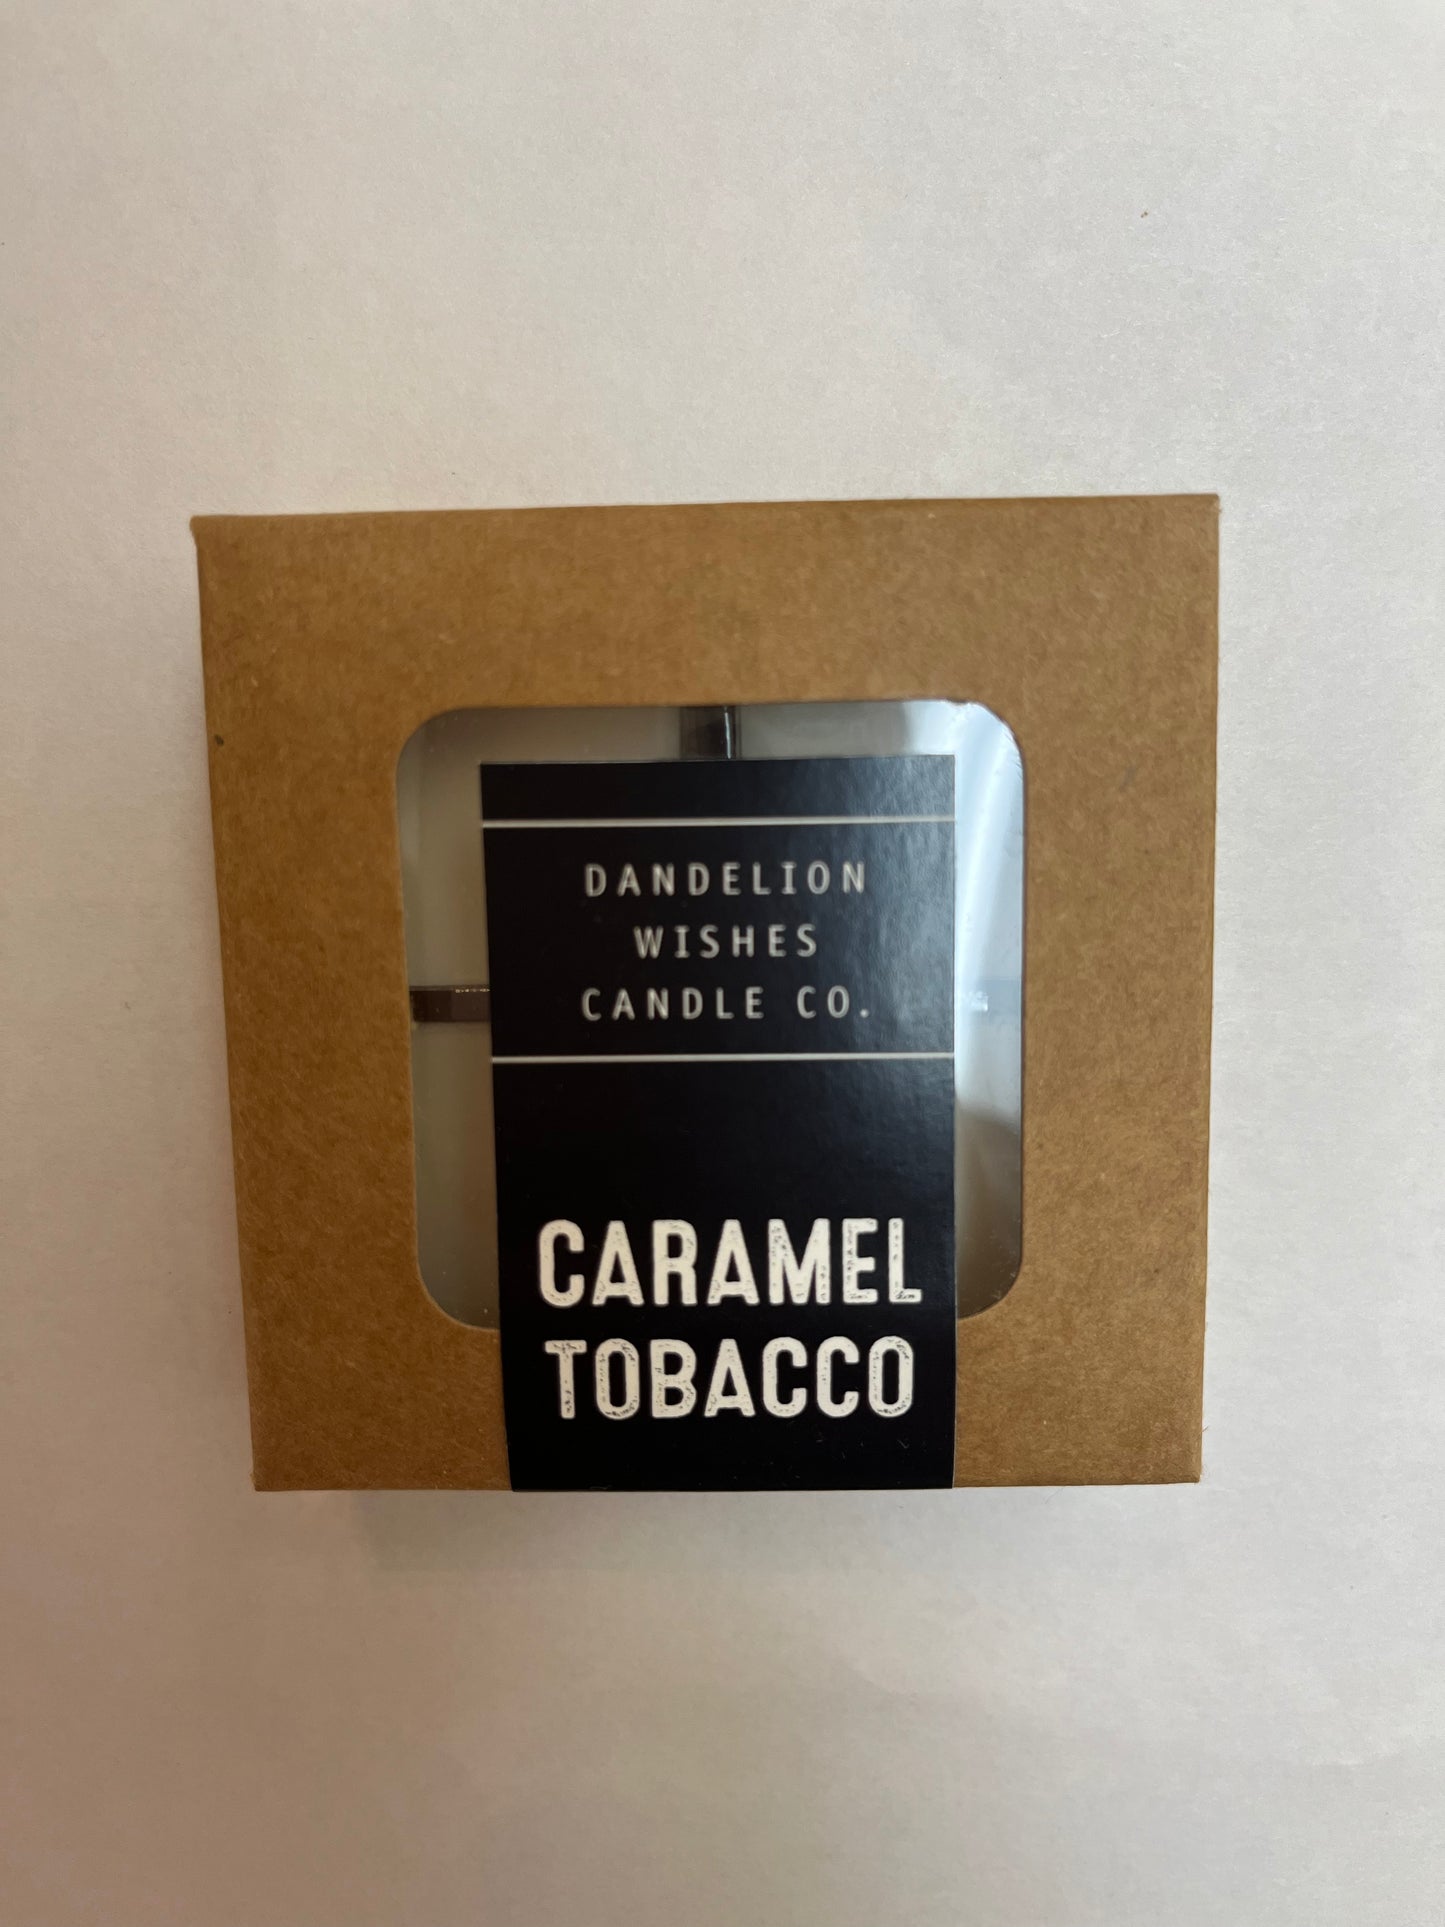 DANDELION
WISHES
CANDLE CO.
CARAMEL
TOBACCO